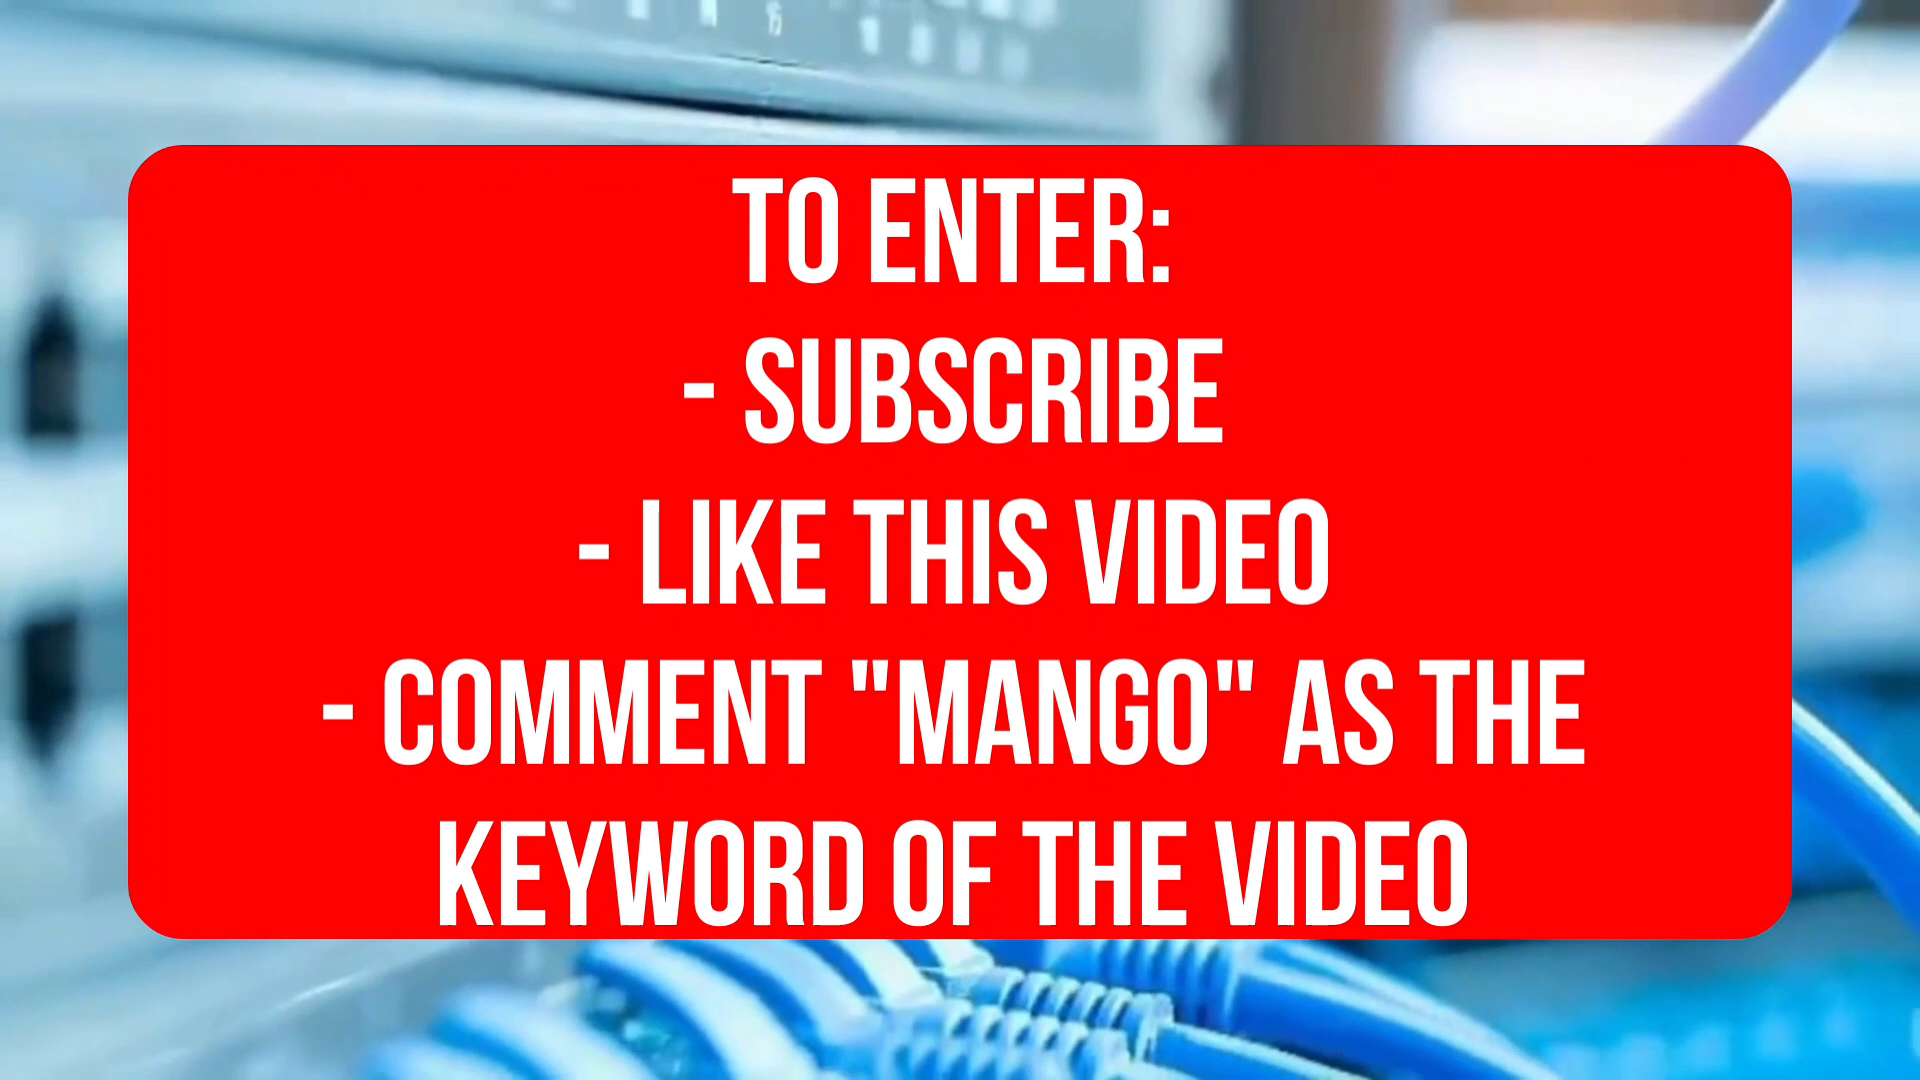 TO ENTER:
- SUBSCRIBE
- LIKE THIS VIDEO
- COMMENT "MANGO" AS THE
KEYWORD OF THE VIDEO